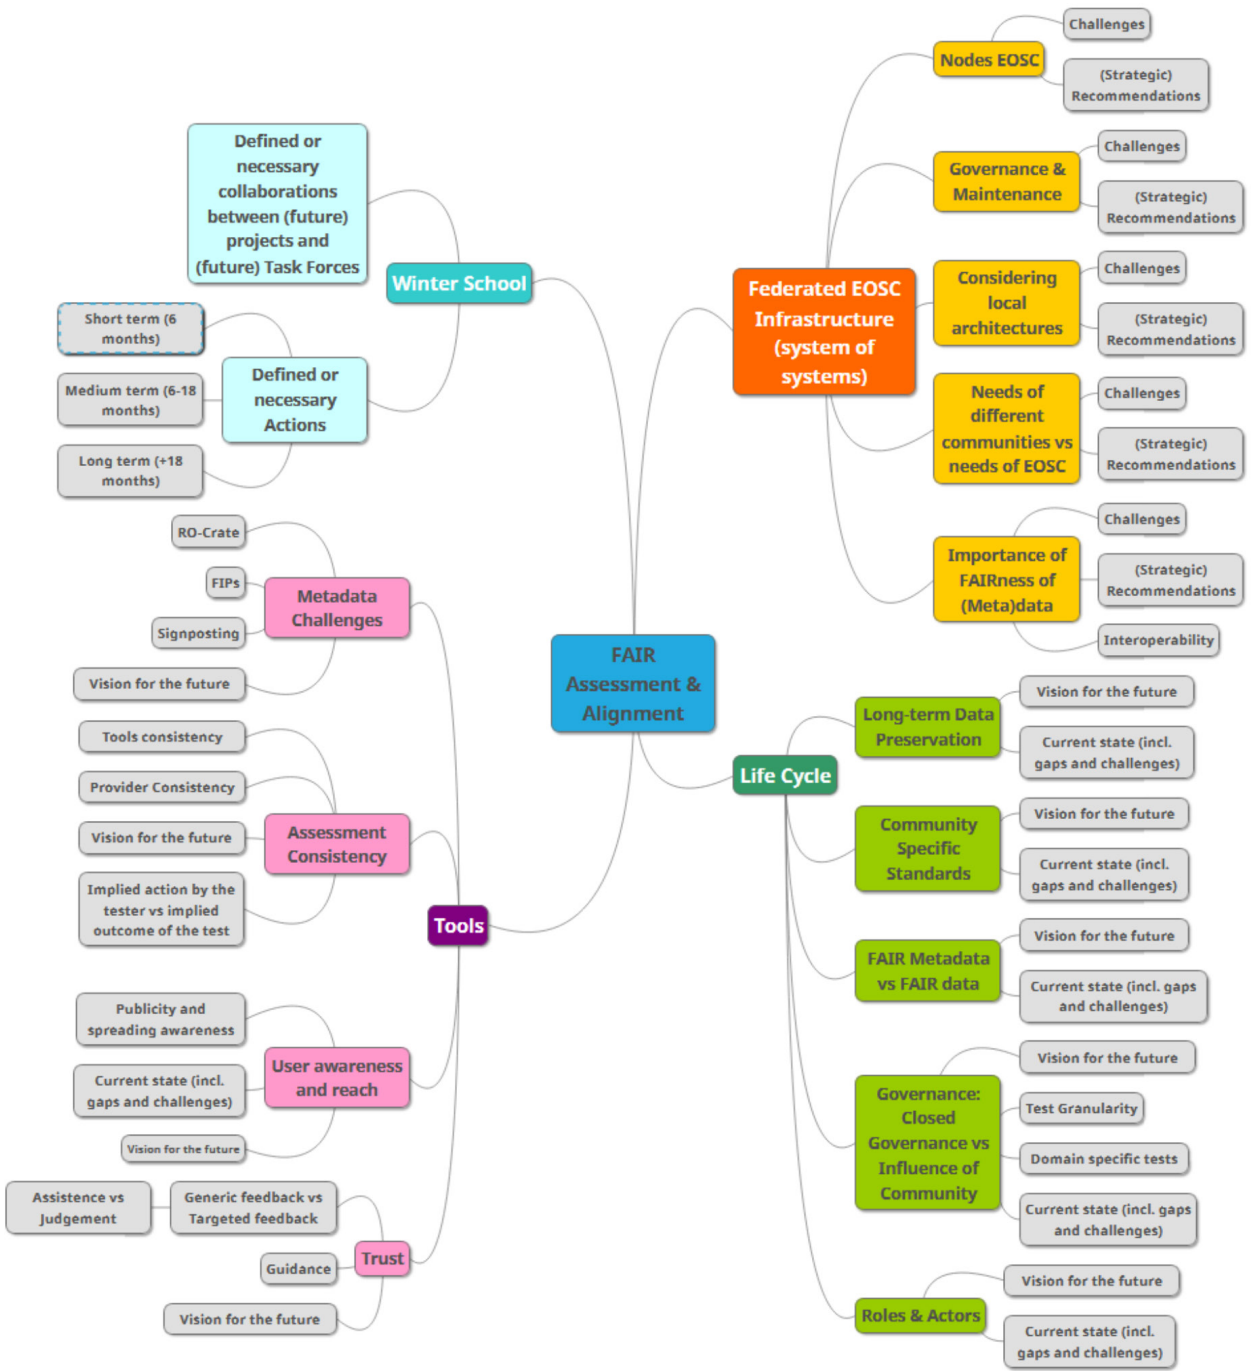 FAIR
Assessment &
Alignment
Winter School
Defined or
necessary
collaborations
between (future)
projects and
(future) Task Forces
Defined or
necessary
Actions
Short term (6
months)
Medium term (6-18
months)
Long term (+18
months)
Federated EOSC
Infrastructure
(system of
systems)
Nodes EOSC
Challenges
(Strategic)
Recommendations
Governance &
Maintenance
Challenges
(Strategic)
Recommendations
Considering
local
architectures
Challenges
(Strategic)
Recommendations
Needs of
different
communities vs
needs of EOSC
Challenges
(Strategic)
Recommendations
Importance of
FAIRness of
(Meta)data
Challenges
(Strategic)
Recommendations
Interoperability
Tools
Metadata
Challenges
RO-Crate
FIPs
Signposting
Vision for the future
Assessment
Consistency
Tools consistency
Provider Consistency
Vision for the future
Implied action by the
tester vs implied
outcome of the test
User awareness
and reach
Publicity and
spreading awareness
Current state (incl.
gaps and challenges)
Vision for the future
Trust
Generic feedback vs
Targeted feedback
Assistence vs
Judgement
Guidance
Vision for the future
Life Cycle
Long-term Data
Preservation
Vision for the future
Current state (incl.
gaps and challenges)
Community
Specific
Standards
Vision for the future
Current state (incl.
gaps and challenges)
FAIR Metadata
vs FAIR data
Vision for the future
Current state (incl. gaps
and challenges)
Governance:
Closed
Governance vs
Influence of
Community
Vision for the future
Test Granularity
Domain specific tests
Current state (incl. gaps
and challenges)
Roles & Actors
Vision for the future
Current state (incl.
gaps and challenges)